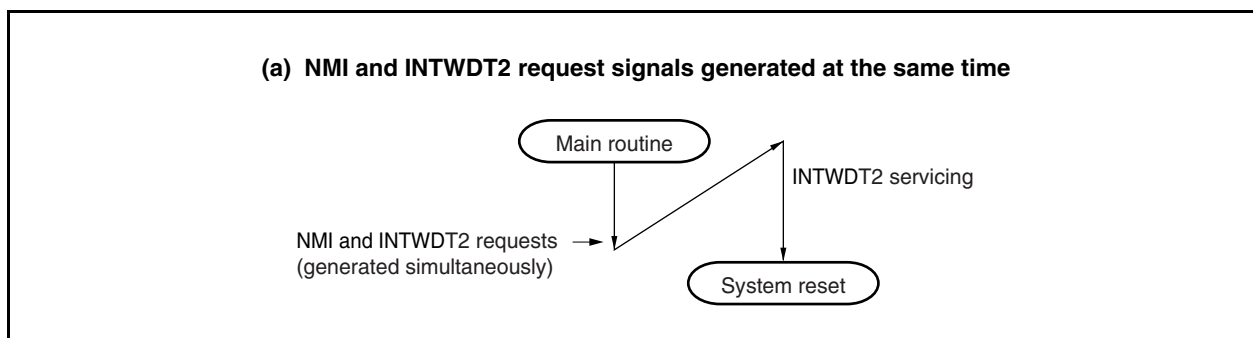 (a) NMI and INTWDT2 request signals generated at the same time
Main routine
INTWDT2 servicing
NMI and INTWDT2 requests
(generated simultaneously)
System reset